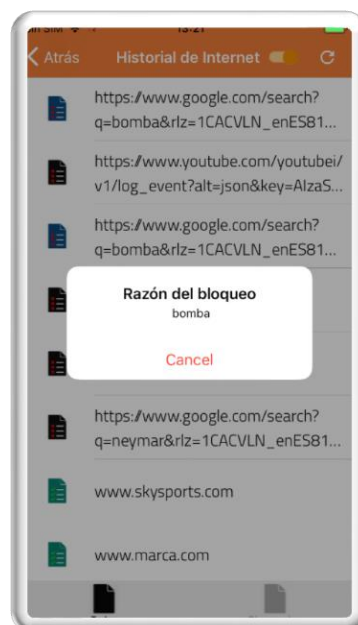 13:21
Atrás
Historial de Internet
https://www.google.com/search?
q=bomba&rlz=1CACVLN_enES81...
https://www.youtube.com/youtubei/
v1/log_event?alt=json&key=AIzaS...
https://www.google.com/search?
q=bomba&rlz=1CACVLN_enES81...
Razón del bloqueo
bomba
Cancel
https://www.google.com/search?
q=neymar&rlz=1CACVLN_enES81...
www.skysports.com
www.marca.com